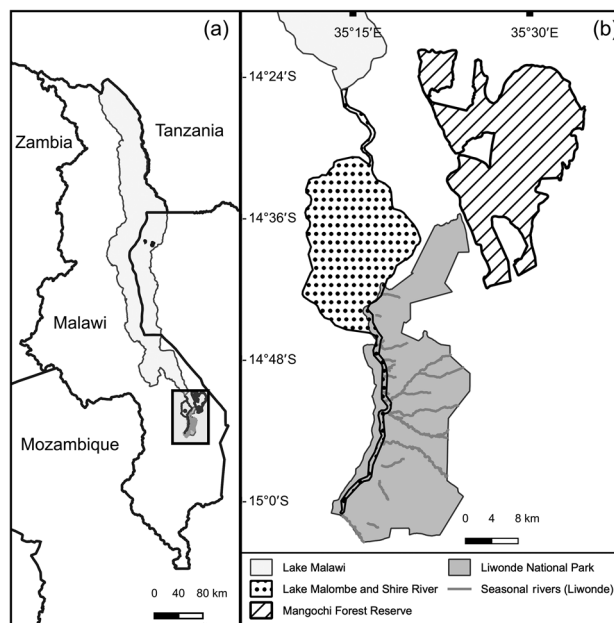 (a)
Zambia
Tanzania
Malawi
Mozambique
0 40 80 km
35°15'E 35°30'E
(b)
14°24'S
14°36'S
14°48'S
15°0'S
0 4 8 km
Lake Malawi
Lake Malombe and Shire River
Mangochi Forest Reserve
Liwonde National Park
Seasonal rivers (Liwonde)